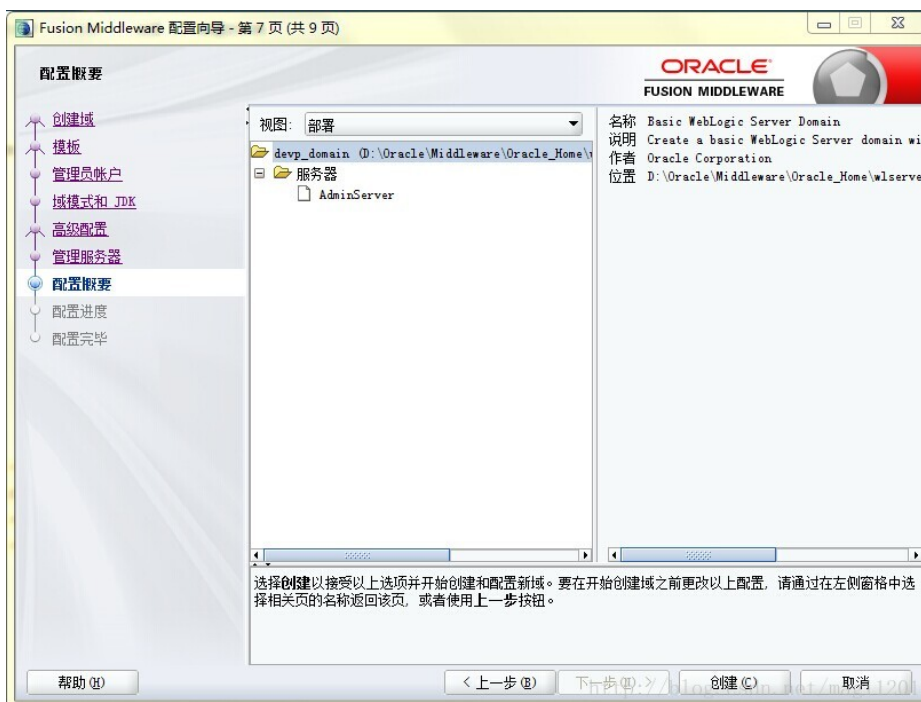 Fusion Middleware 配置向导 - 第 7 页 (共 9 页)
配置概要
ORACLE
FUSION MIDDLEWARE
创建域
模板
管理员帐户
域模式和 JDK
高级配置
管理服务器
配置概要
配置进度
配置完毕
视图: 部署
devp_domain (D:\Oracle\Middleware\Oracle_Home\
服务器
AdminServer
名称 Basic WebLogic Server Domain
说明 Create a basic WebLogic Server domain wi
作者 Oracle Corporation
位置 D:\Oracle\Middleware\Oracle_Home\wlserve
选择创建以接受以上选项并开始创建和配置新域。要在开始创建域之前更改以上配置, 请通过在左侧窗格中选
择相关页的名称返回该页, 或者使用上一步按钮。
帮助(H) < 上一步(B) 下一步(N) > 创建(C) 取消